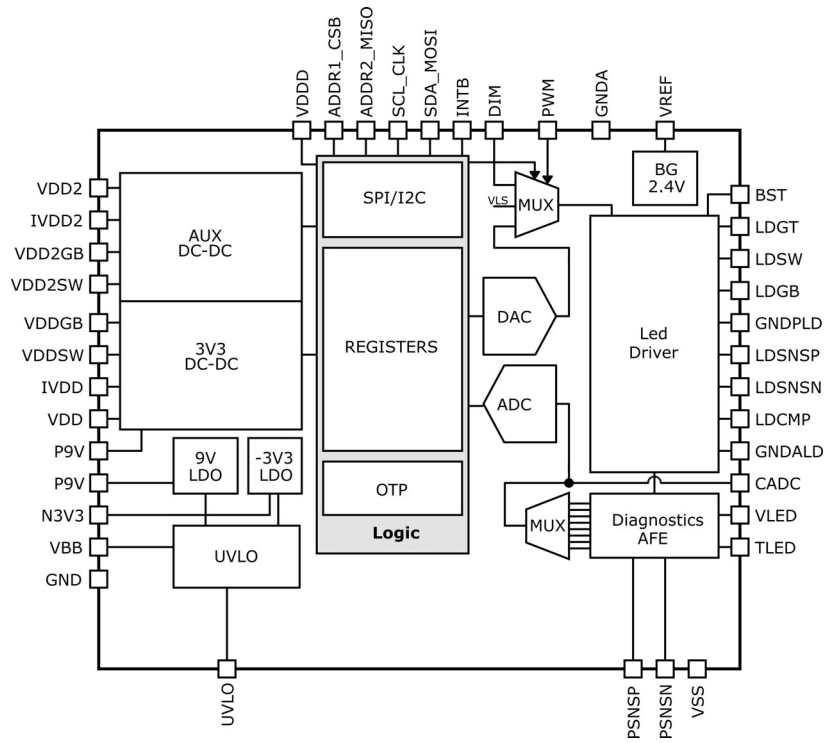 VDDD
ADDR1_CSB
ADDR2_MISO
SCL_CLK
SDA_MOSI
INTB
DIM
PWM
GNDA
VREF
VDD2
IVDD2
VDD2GB
VDD2SW
VDDGB
VDDSW
IVDD
VDD
P9V
P9V
N3V3
VBB
GND
AUX
DC-DC
3V3
DC-DC
9V
LDO
-3V3
LDO
UVLO
SPI/I2C
REGISTERS
OTP
Logic
VLS
MUX
DAC
ADC
MUX
BG
2.4V
Led
Driver
Diagnostics
AFE
BST
LDGT
LDSW
LDGB
GNDPLD
LDSNSP
LDSNSN
LDCMP
GNDALD
CADC
VLED
TLED
UVLO
PSNSP
PSNSN
VSS